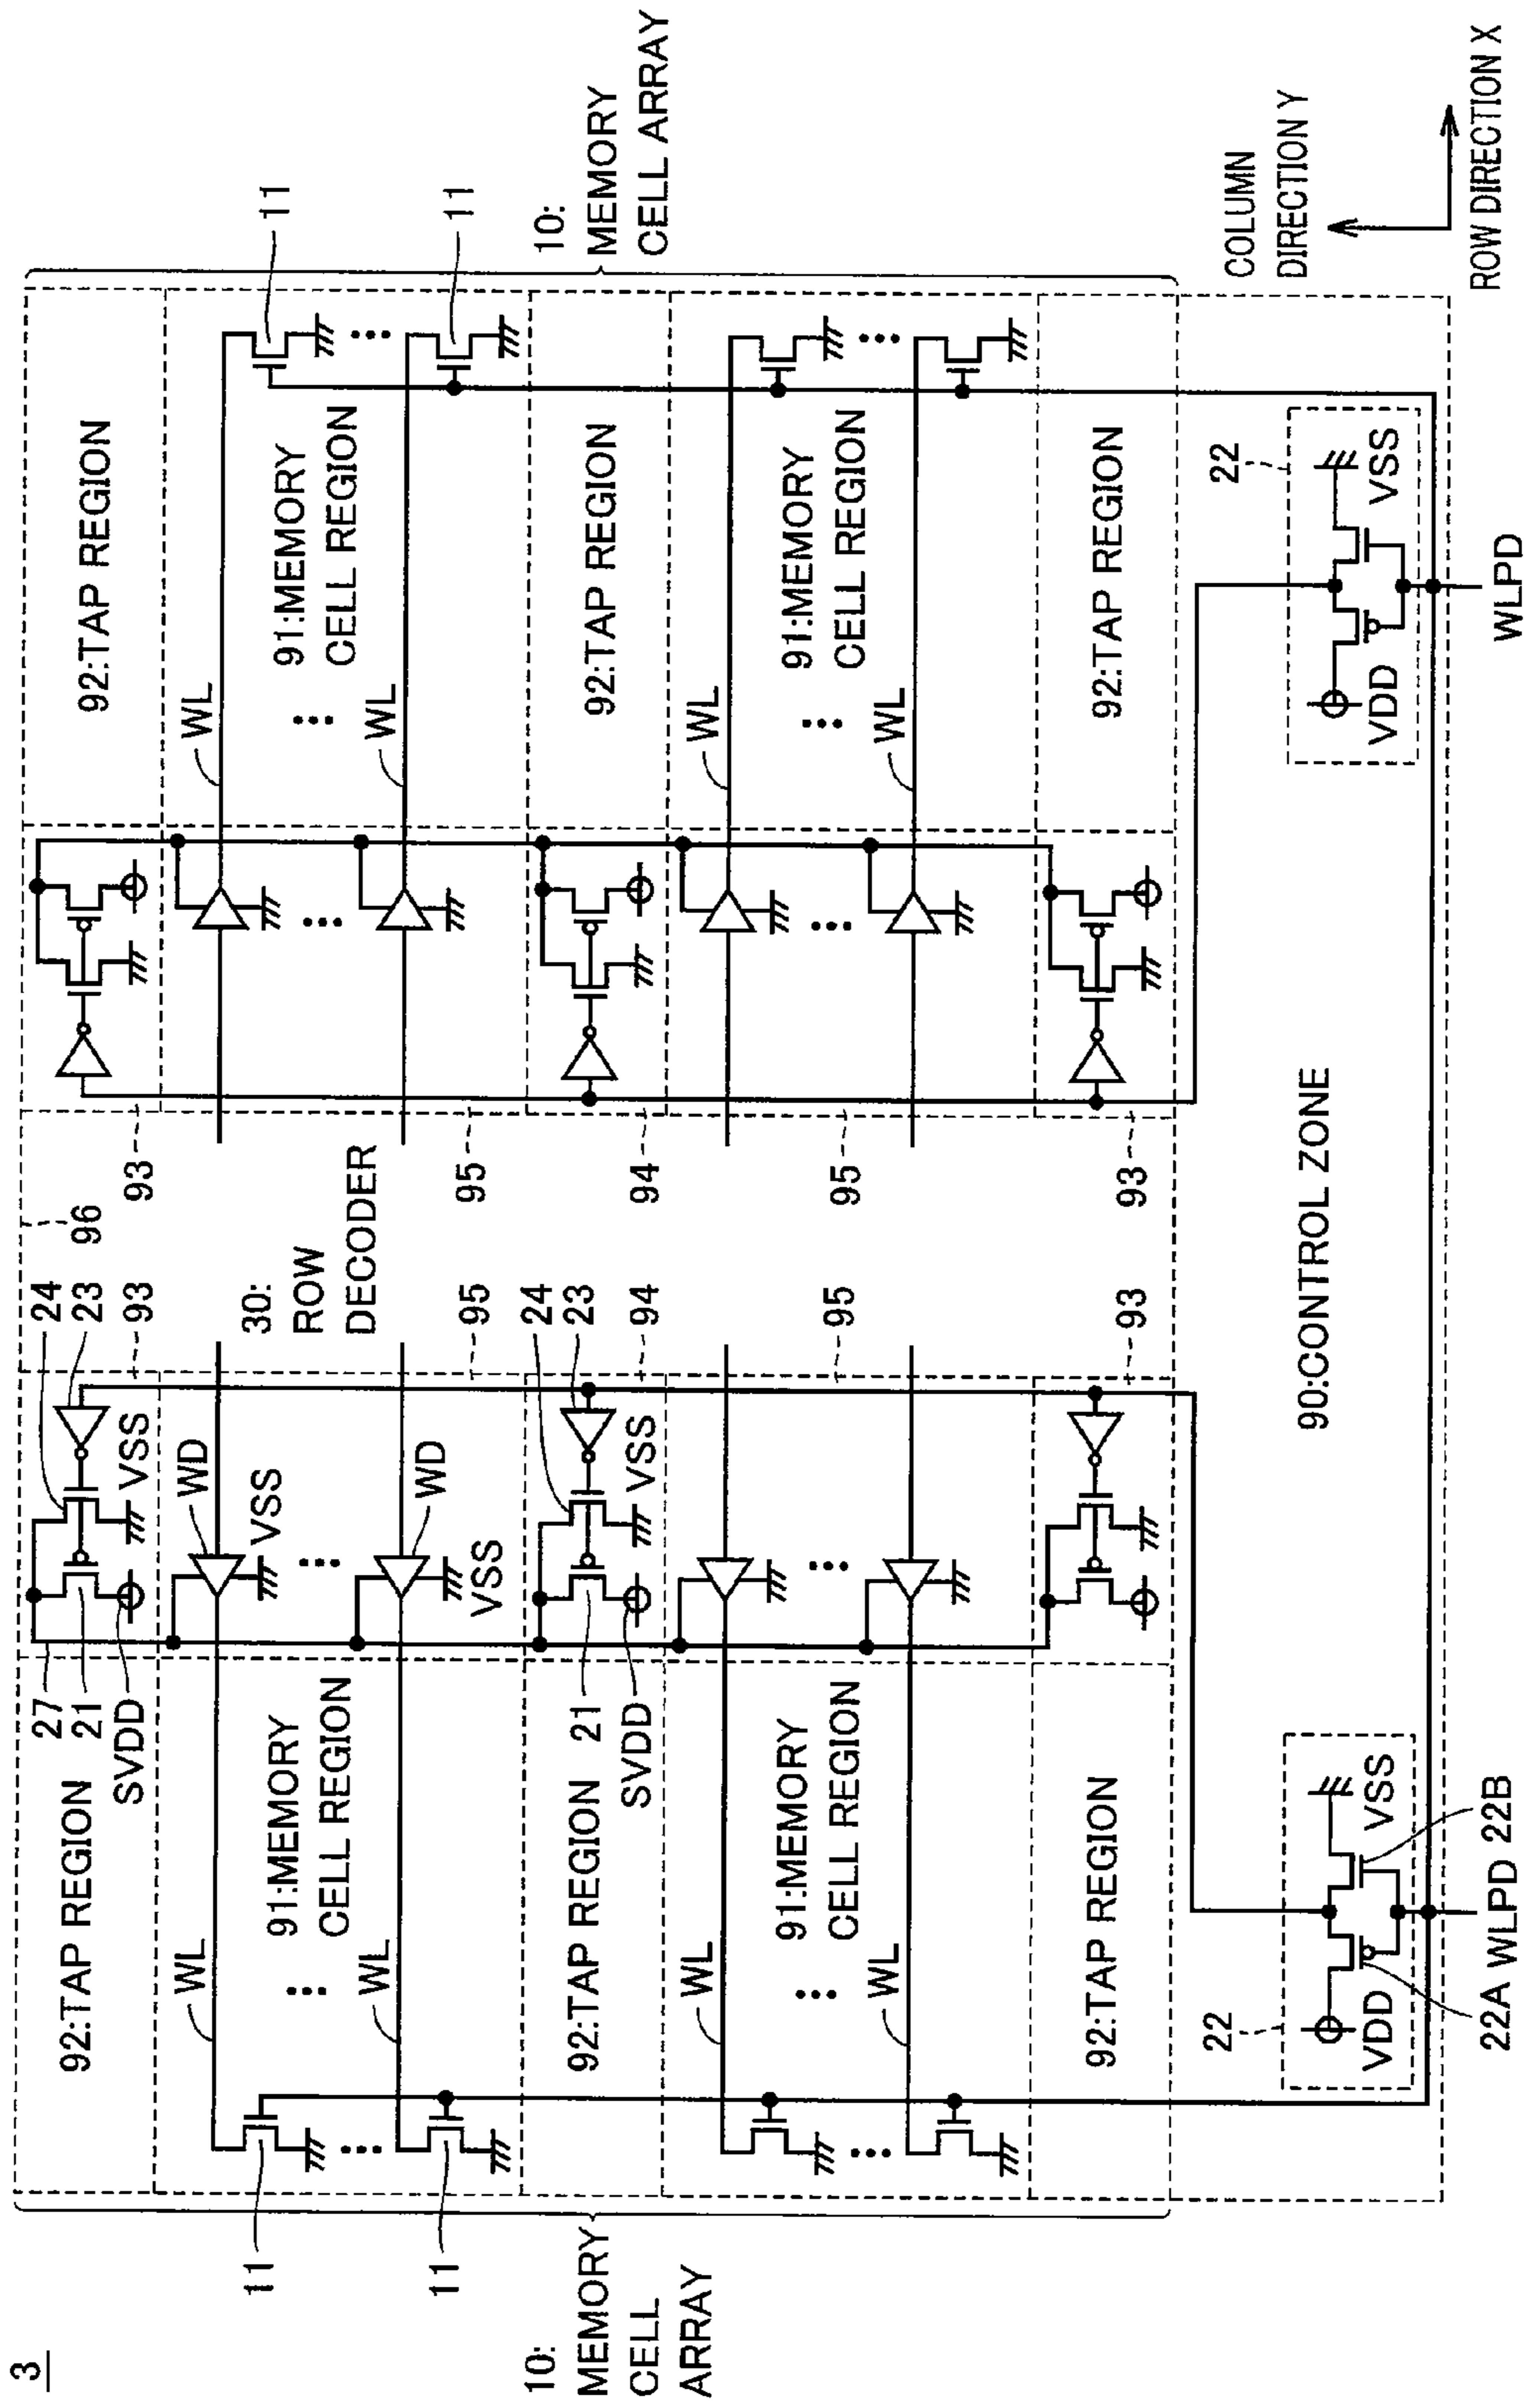 3
10:
MEMORY
CELL
ARRAY
11
11
92:TAP REGION
27
21
SVDD
24
23
93
VSS
96
93
92:TAP REGION
WL
91:MEMORY
CELL REGION
WL
WD
VSS
WD
VSS
30:
ROW
DECODER
95
95
WL
91:MEMORY
CELL REGION
WL
11
11
10:
MEMORY
CELL ARRAY
92:TAP REGION
21
SVDD
24
23
94
VSS
94
92:TAP REGION
WL
91:MEMORY
CELL REGION
WL
95
95
WL
91:MEMORY
CELL REGION
WL
92:TAP REGION
93
93
92:TAP REGION
22
VDD
VSS
90:CONTROL ZONE
22
VDD
VSS
22A WLPD 22B
WLPD
COLUMN
DIRECTION Y
ROW DIRECTION X